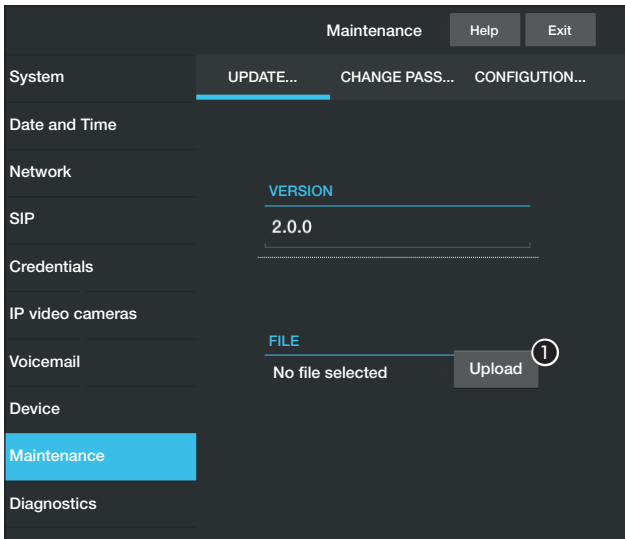 Maintenance Help Exit
System
UPDATE... CHANGE PASS... CONFIGUTION...
Date and Time
Network
VERSION
2.0.0
SIP
Credentials
IP video cameras
FILE
No file selected Upload ①
Voicemail
Device
Maintenance
Diagnostics